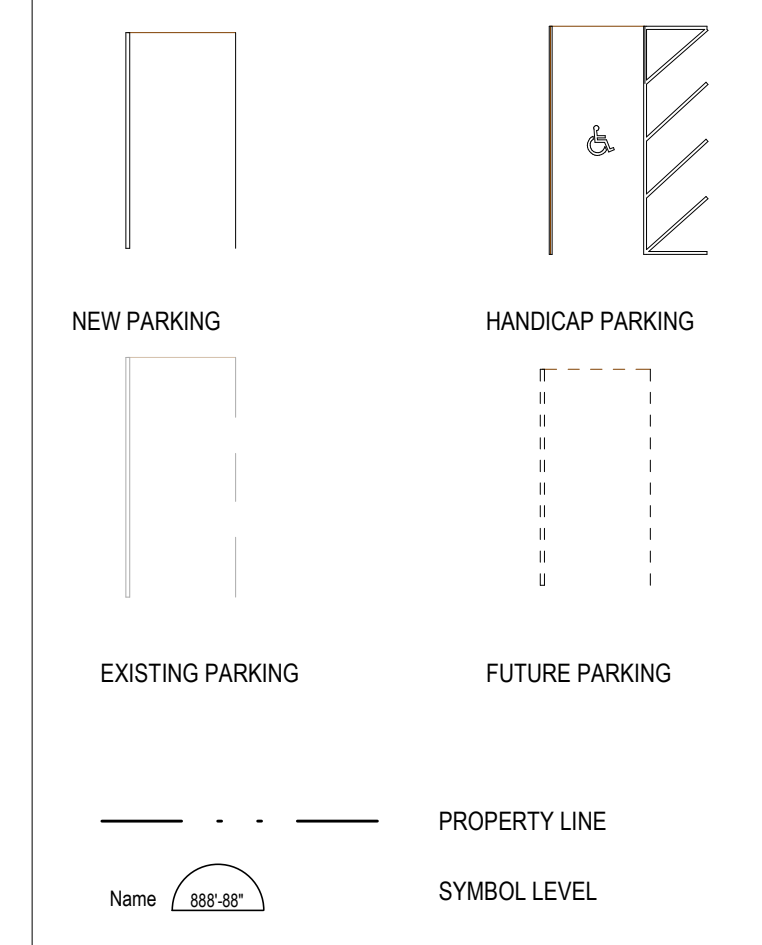 NEW PARKING
HANDICAP PARKING
EXISTING PARKING
FUTURE PARKING
PROPERTY LINE
Name 888'-88"
SYMBOL LEVEL